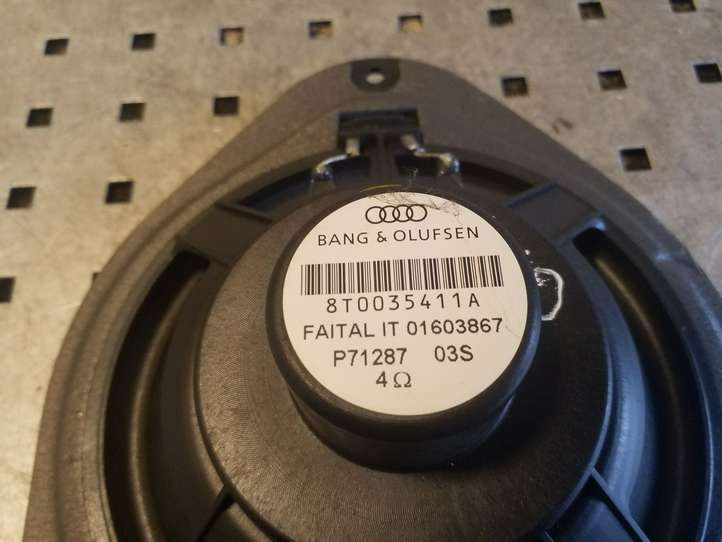 BANG & OLUFSEN
8T0035411A
FAITAL IT 01603867
P71287 03S
4Ω